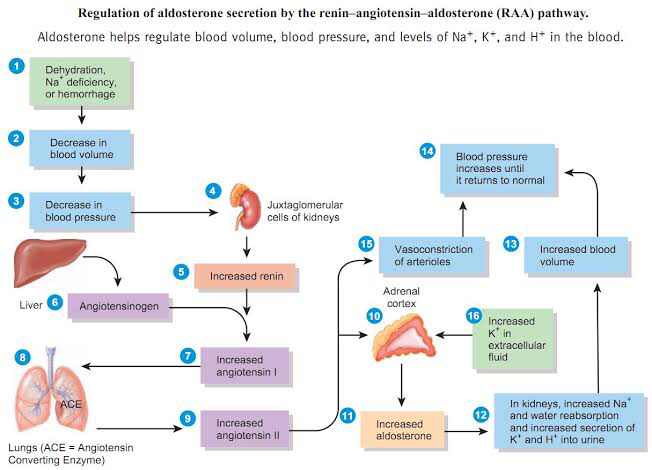 Regulation of aldosterone secretion by the renin–angiotensin–aldosterone (RAA) pathway.
Aldosterone helps regulate blood volume, blood pressure, and levels of Na+, K+, and H+ in the blood.
1
Dehydration,
Na+ deficiency,
or hemorrhage
2
Decrease in
blood volume
3
Decrease in
blood pressure
4
Juxtaglomerular
cells of kidneys
5
Increased renin
Liver
6
Angiotensinogen
7
Increased
angiotensin I
8
ACE
Lungs (ACE = Angiotensin
Converting Enzyme)
9
Increased
angiotensin II
Adrenal
cortex
10
11
Increased
aldosterone
12
In kidneys, increased Na+
and water reabsorption
and increased secretion of
K+ and H+ into urine
13
Increased blood
volume
14
Blood pressure
increases until
it returns to normal
15
Vasoconstriction
of arterioles
16
Increased
K+ in
extracellular
fluid